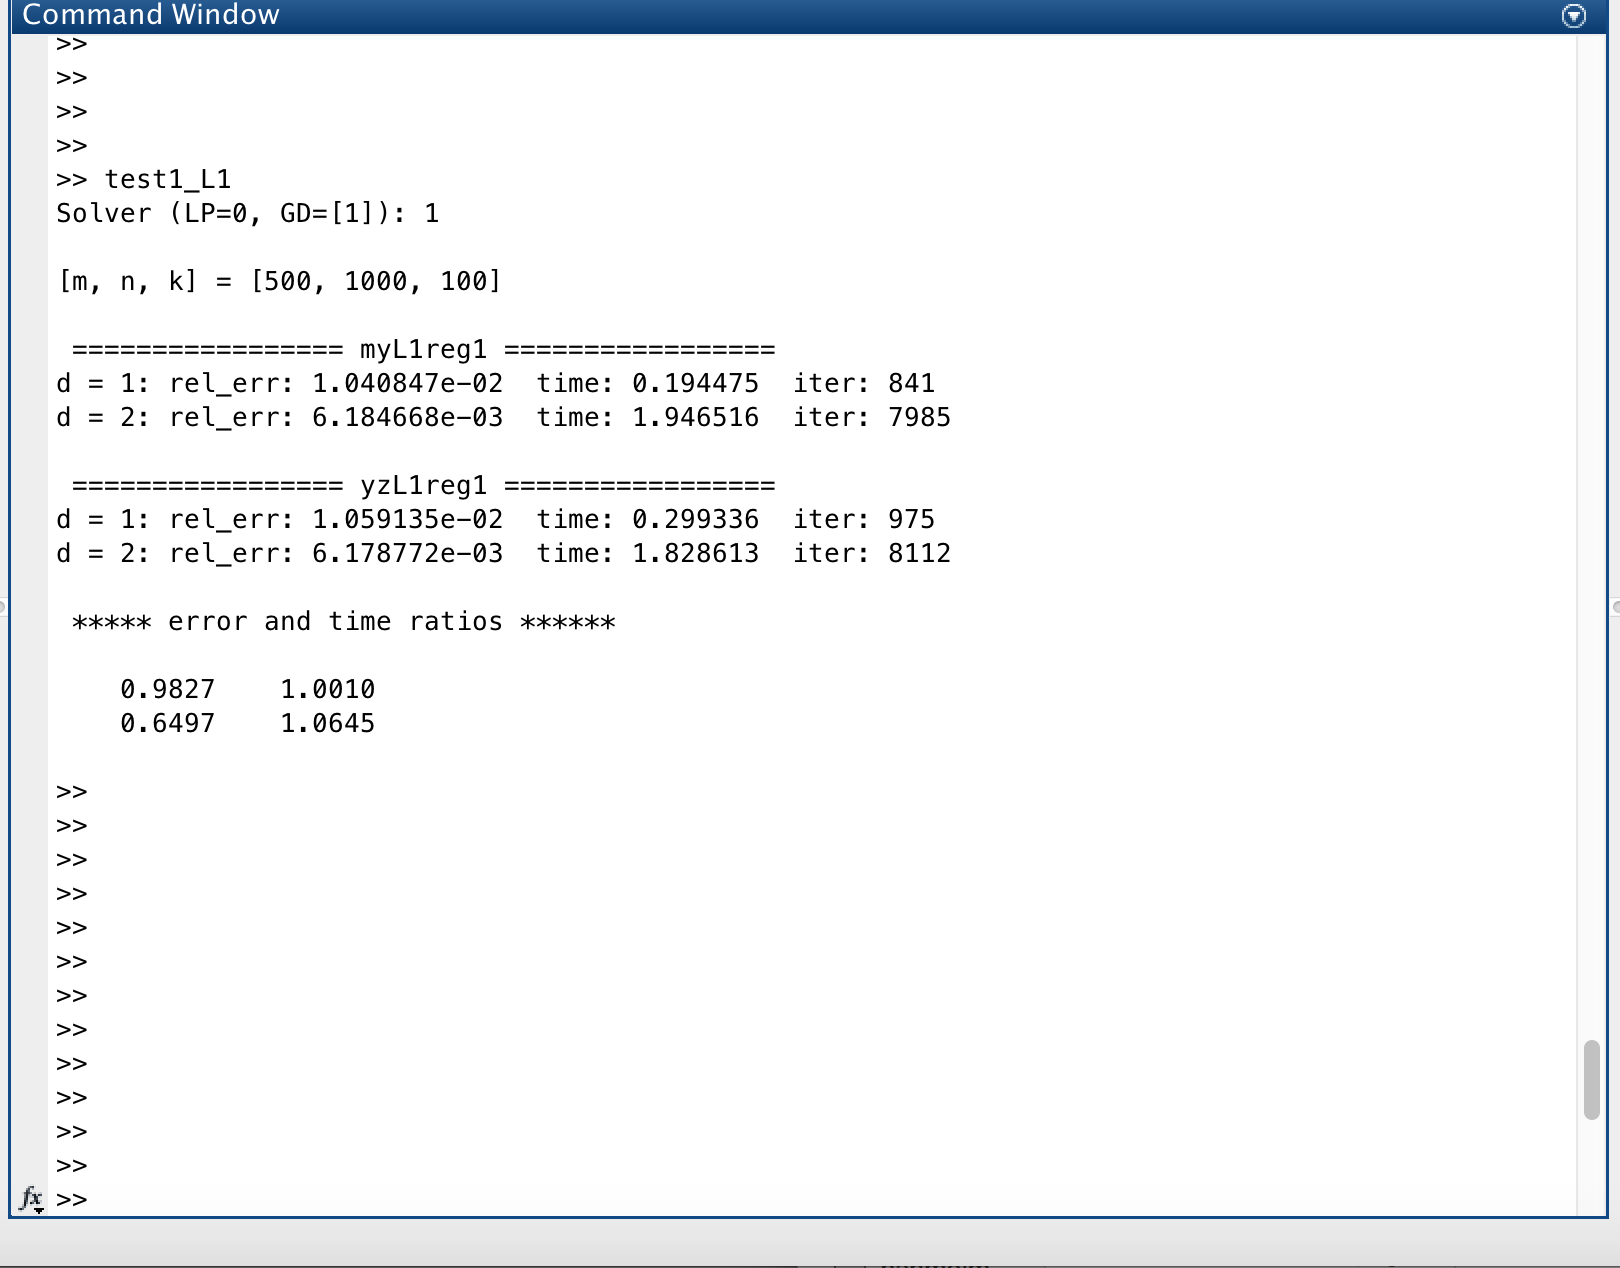 Command Window
>>
>>
>>
>>
>> test1_L1
Solver (LP=0, GD=[1]): 1
[m, n, k] = [500, 1000, 100]
================= myL1reg1 =================
d = 1: rel_err: 1.040847e-02  time: 0.194475  iter: 841
d = 2: rel_err: 6.184668e-03  time: 1.946516  iter: 7985
================= yzL1reg1 =================
d = 1: rel_err: 1.059135e-02  time: 0.299336  iter: 975
d = 2: rel_err: 6.178772e-03  time: 1.828613  iter: 8112
***** error and time ratios ******
0.9827    1.0010
0.6497    1.0645
>>
>>
>>
>>
>>
>>
>>
>>
>>
>>
>>
>>
fx >>